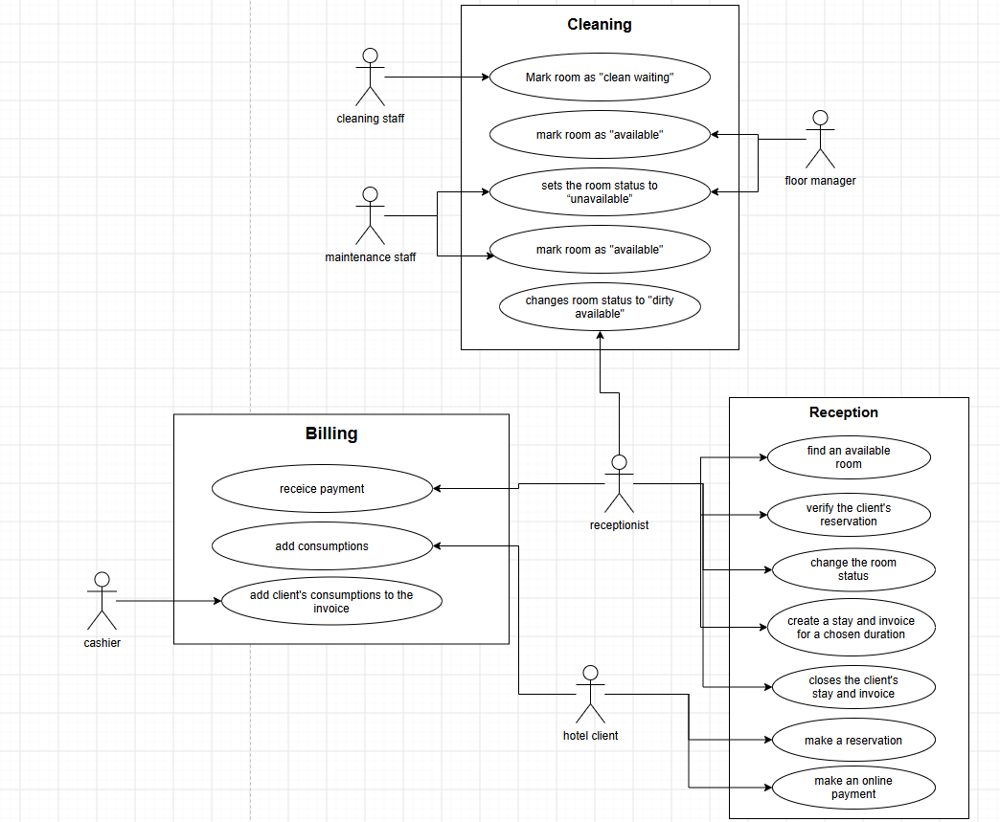 Cleaning
Mark room as "clean waiting"
cleaning staff
mark room as "available"
floor manager
sets the room status to
“unavailable”
maintenance staff
mark room as "available"
changes room status to "dirty
available"
Billing
receice payment
add consumptions
add client's consumptions to the
invoice
cashier
receptionist
hotel client
Reception
find an available
room
verify the client's
reservation
change the room
status
create a stay and invoice
for a chosen duration
closes the client's
stay and invoice
make a reservation
make an online
payment